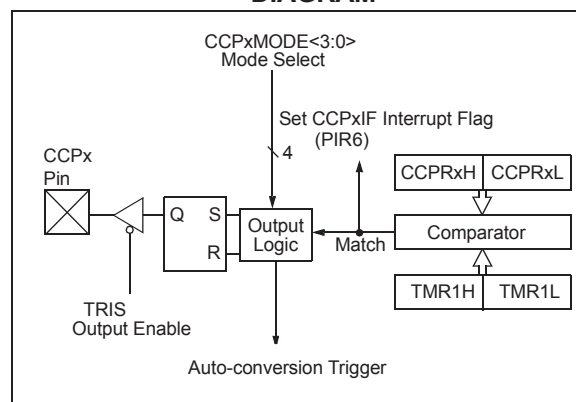 DIAGRAM
CCPxMODE<3:0>
Mode Select
Set CCPxIF Interrupt Flag
(PIR6)
4
CCPx
Pin
CCPRxH CCPRxL
Q S
R
Output
Logic
Match
Comparator
TMR1H TMR1L
TRIS
Output Enable
Auto-conversion Trigger